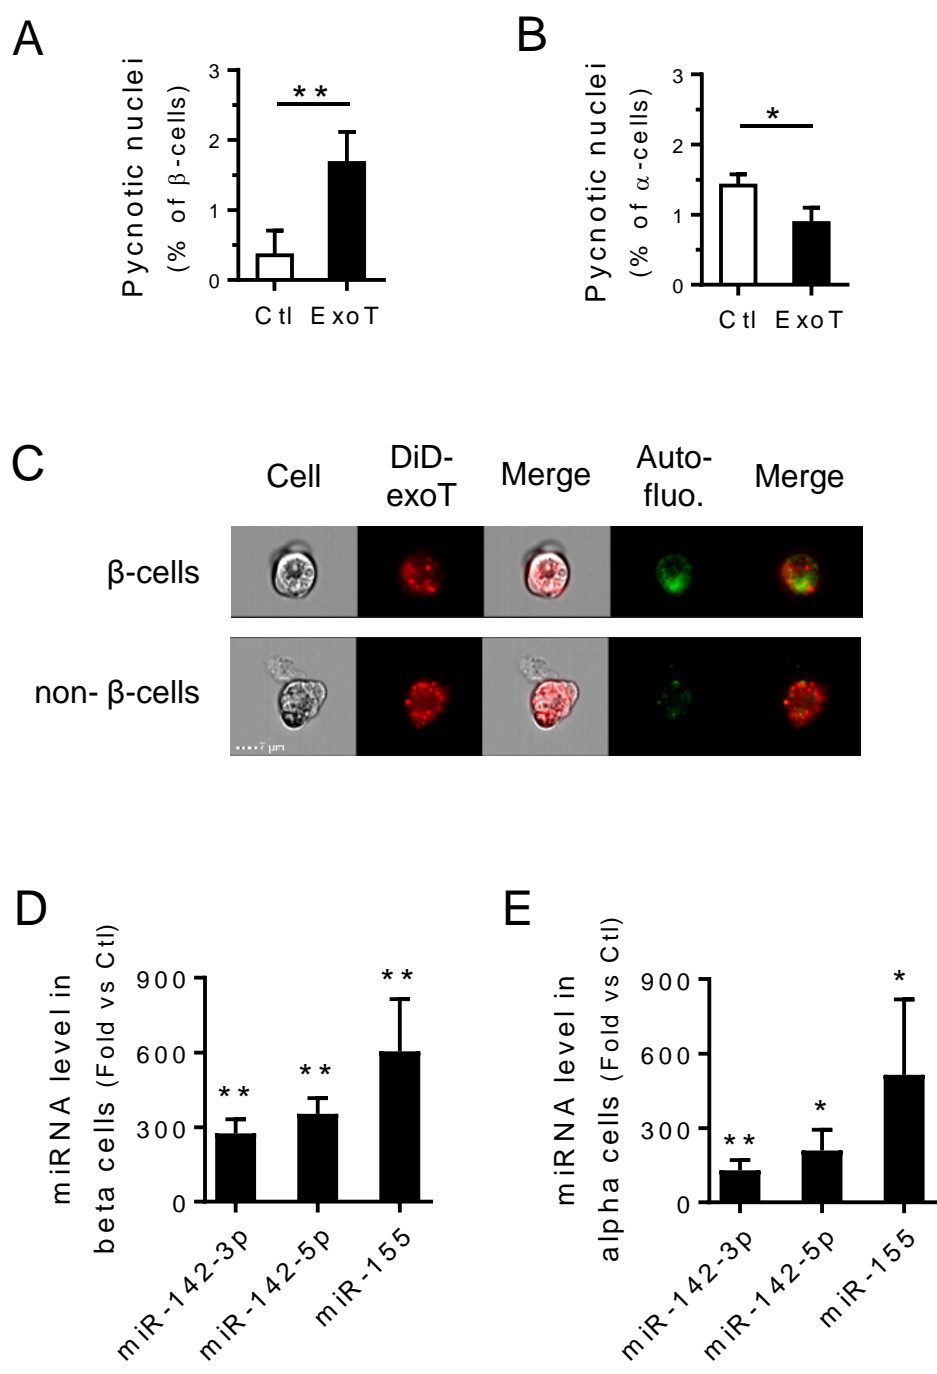 A
Pycnotic nuclei
(% of β-cells)
3
2
1
0
**
Ctl ExoT
B
Pycnotic nuclei
(% of α-cells)
3
2
1
0
*
Ctl ExoT
C
Cell
DiD-
exoT
Merge
Auto-
fluo.
Merge
β-cells
non- β-cells
7 µm
D
miRNA level in
beta cells (Fold vs Ctl)
900
600
300
0
**
**
**
miR-142-3p
miR-142-5p
miR-155
E
miRNA level in
alpha cells (Fold vs Ctl)
900
600
300
0
**
*
*
miR-142-3p
miR-142-5p
miR-155